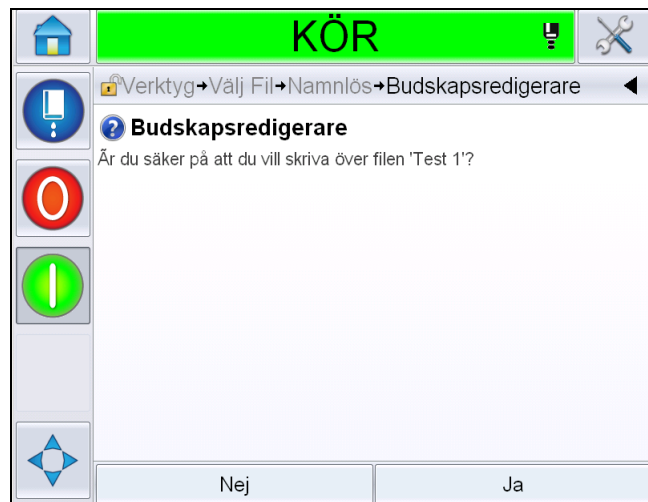 KÖR
Verktyg→Välj Fil→Namnlös→Budskapsredigerare
Budskapsredigerare
Är du säker på att du vill skriva över filen 'Test 1'?
Nej
Ja